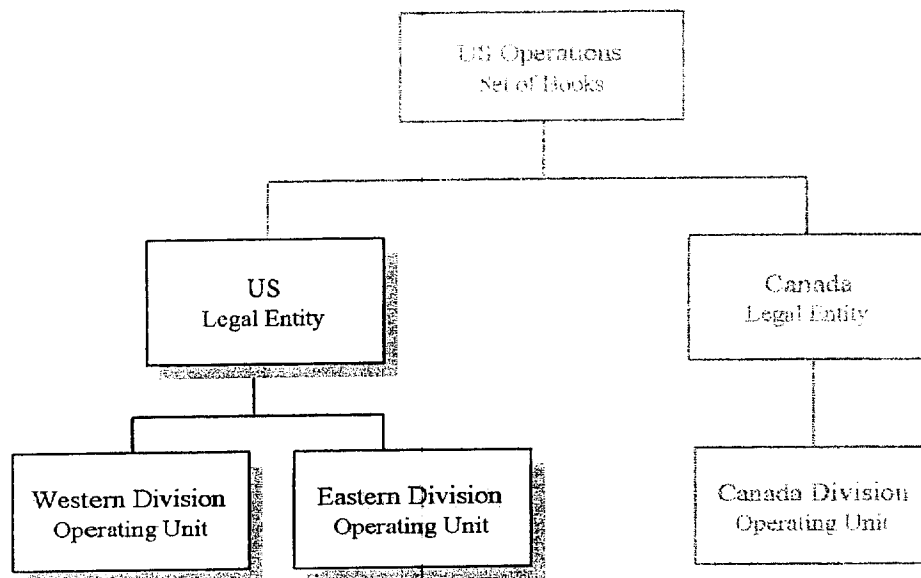 US Operations
Set of Books
US
Legal Entity
Canada
Legal Entity
Western Division
Operating Unit
Eastern Division
Operating Unit
Canada Division
Operating Unit